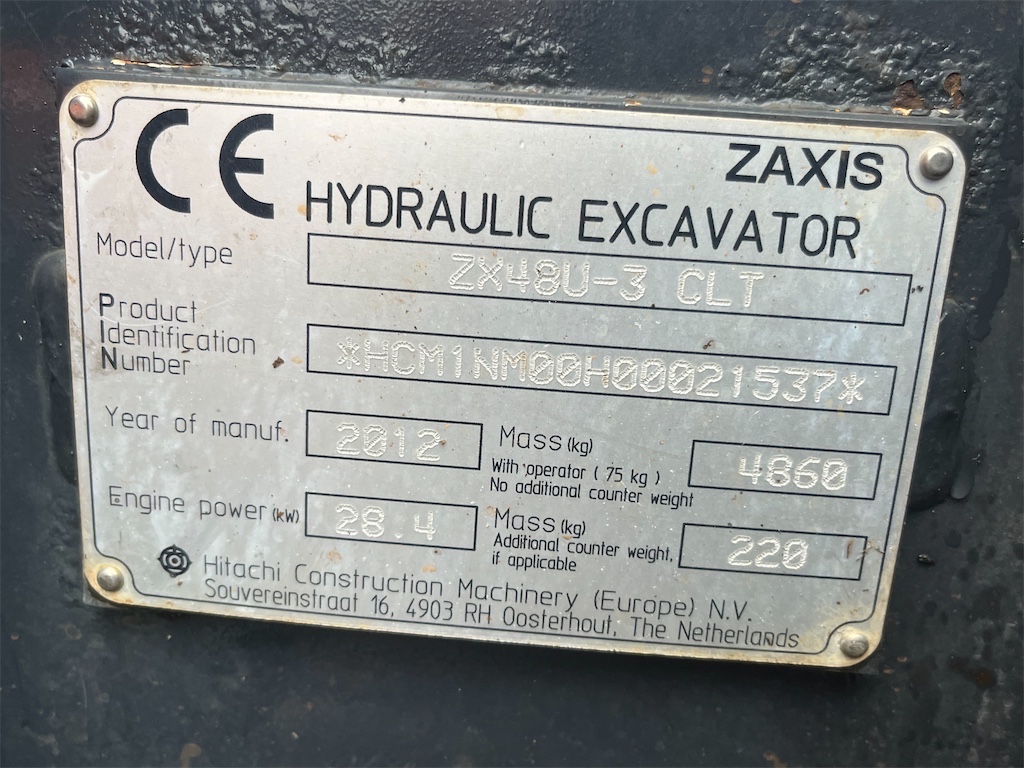 CE
ZAXIS
HYDRAULIC EXCAVATOR
Model/type ZX48U-3 CLT
Product
Identification
Number *HCM1NM00H00021537*
Year of manuf. 2012
Mass (kg)
With operator ( 75 kg )
No additional counter weight 4860
Engine power (kW) 28.4
Mass (kg)
Additional counter weight,
if applicable 220
Hitachi Construction Machinery (Europe) N.V.
Souvereinstraat 16, 4903 RH Oosterhout, The Netherlands